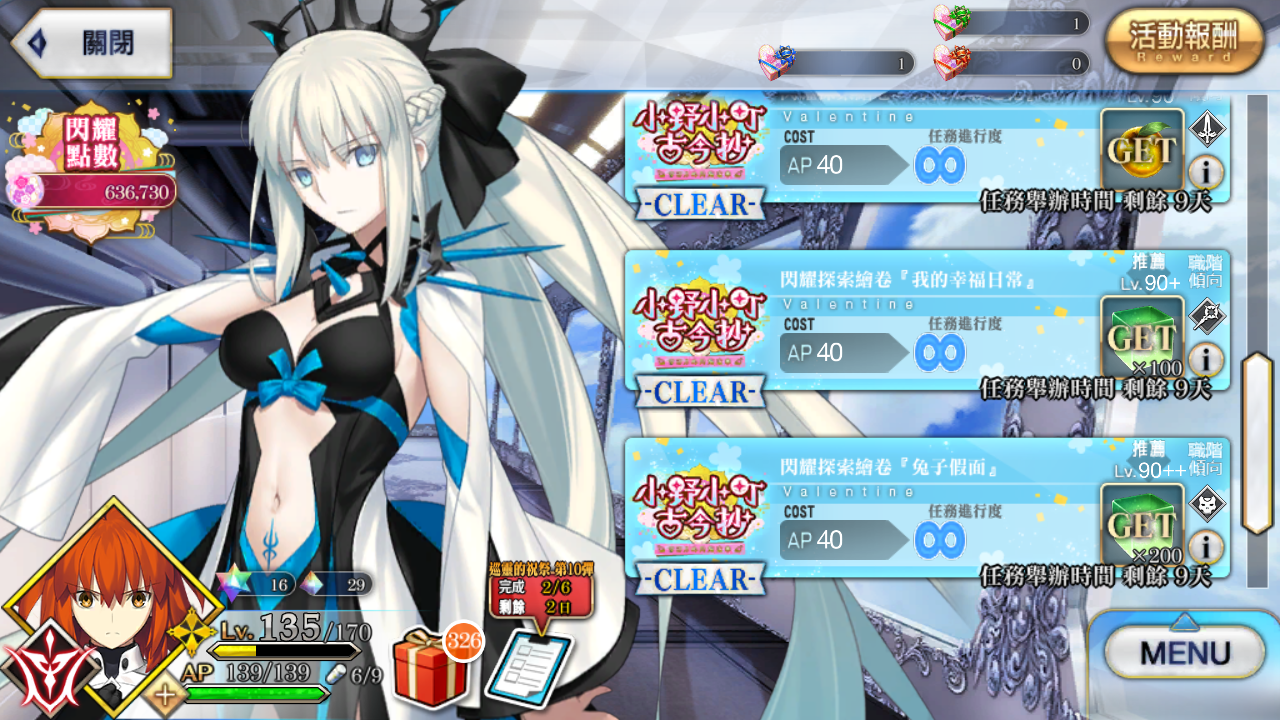 關閉
1
1
0
活動報酬
Reward
閃耀
點數
636,730
小野小町
古今抄
Valentine
COST
AP 40
任務進行度
GET
-CLEAR-
任務舉辦時間 剩餘 9天
閃耀探索繪卷『我的幸福日常』
Valentine
推薦
Lv.90+
職階
傾向
小野小町
古今抄
COST
AP 40
任務進行度
GET
×100
-CLEAR-
任務舉辦時間 剩餘 9天
閃耀探索繪卷『兔子假面』
Valentine
推薦
Lv.90++
職階
傾向
小野小町
古今抄
COST
AP 40
任務進行度
GET
×200
-CLEAR-
任務舉辦時間 剩餘 9天
16
29
Lv.135/170
AP 139/139
6/9
326
巡靈的祝祭 第10彈
完成 2/6
剩餘 2日
MENU